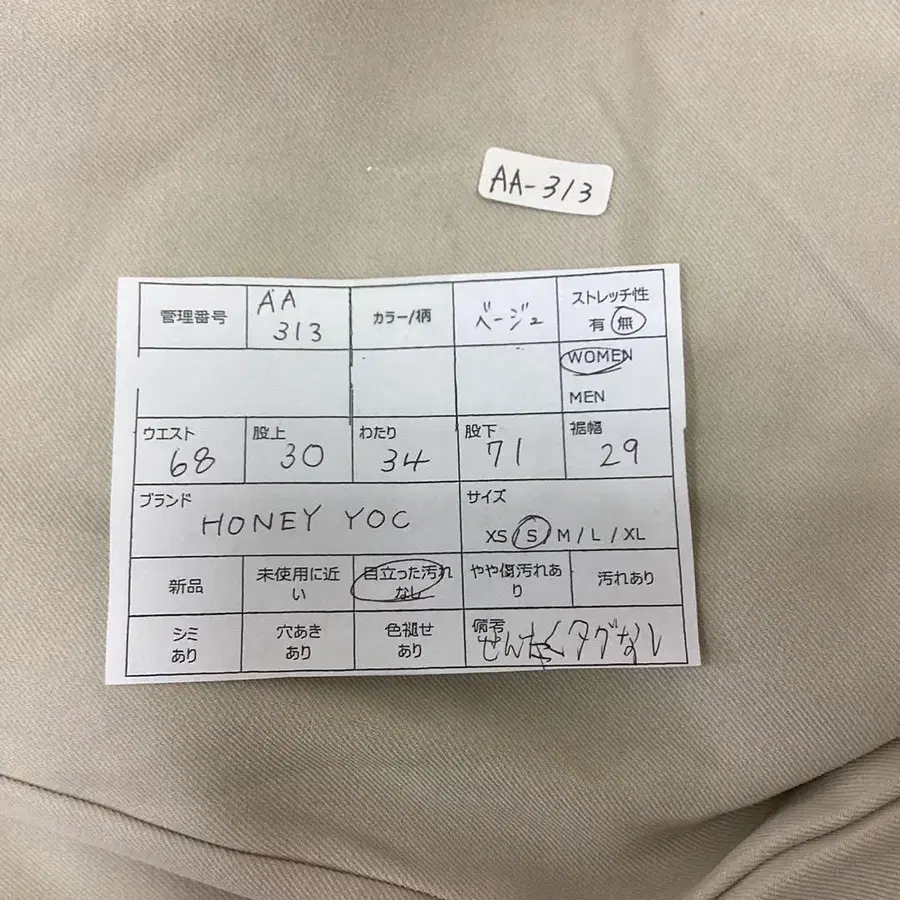 AA-313
管理番号
AA
313
カラー/柄
ベージュ
ストレッチ性
有 無
WOMEN
MEN
ウエスト
68
股上
30
わたり
34
股下
71
裾幅
29
ブランド
HONEY YOC
サイズ
XS S M / L / XL
新品
未使用に近
い
目立った汚れ
なし
やや傷汚れあ
り
汚れあり
シミ
あり
穴あき
あり
色褪せ
あり
備考
せんたくタグなし